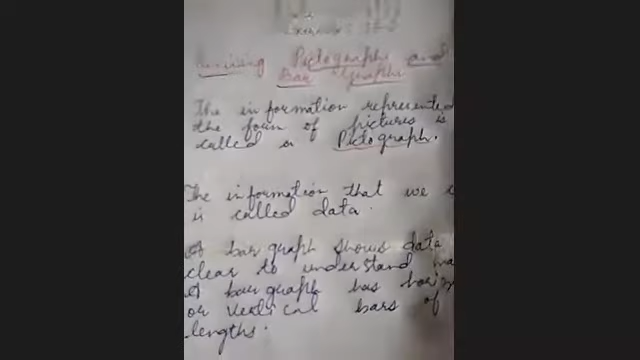 Pictographs and
Bar Graphs
The information represented
the form of pictures is
called a Pictograph.
The information that we
is called data.
A bar graph shows data
clear to understand
A bar graph has
or vertical bars of
lengths.